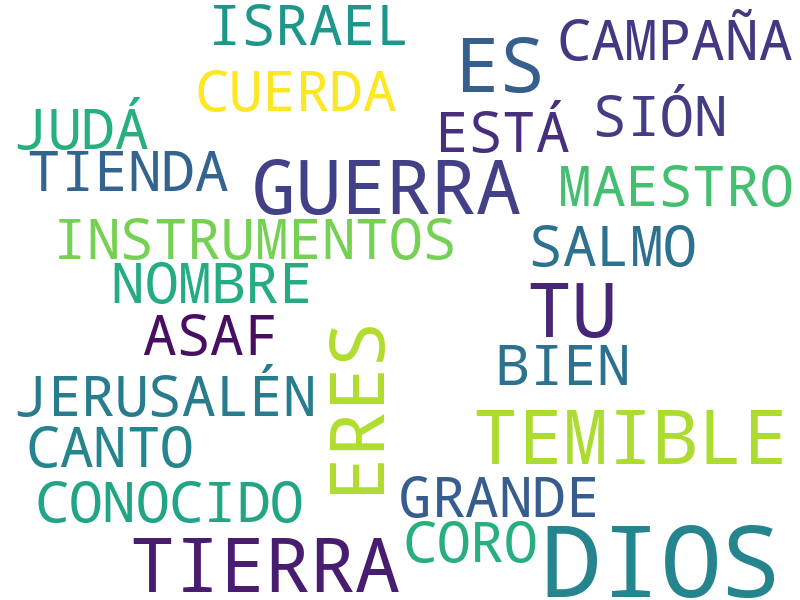 ISRAEL
CAMPAÑA
ES
CUERDA
SIÓN
JUDÁ
ESTÁ
TIENDA
GUERRA
MAESTRO
INSTRUMENTOS
SALMO
NOMBRE
TU
ASAF
BIEN
ERES
JERUSALÉN
TEMIBLE
CANTO
CONOCIDO
GRANDE
CORO
DIOS
TIERRA